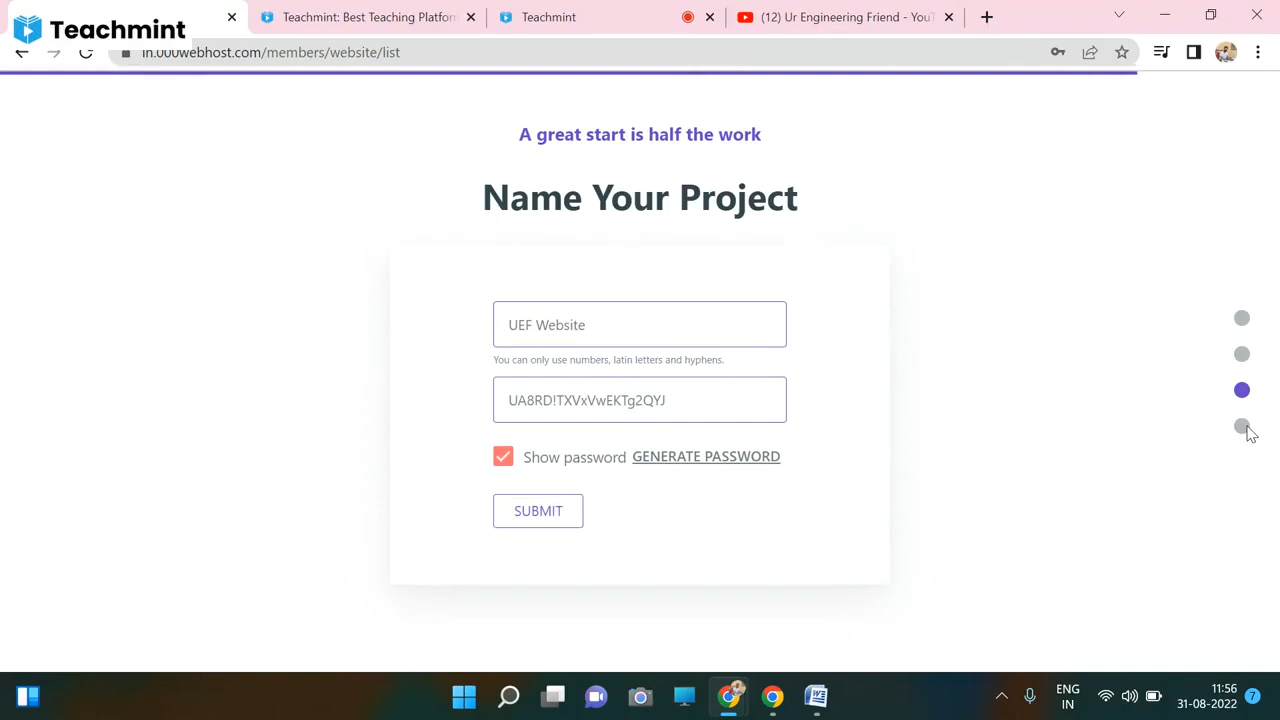 Teachmint
Teachmint: Best Teaching Platfor
Teachmint
(17) Ur Engineering Friend - YouT
in.000webhost.com/members/website/list
A great start is half the work
Name Your Project
UEF Website
You can only use numbers, latin letters and hyphens.
UA8RD!TXVxVwEKTg2QYJ
Show password GENERATE PASSWORD
SUBMIT
ENG
IN
11:56
31-08-2022
7